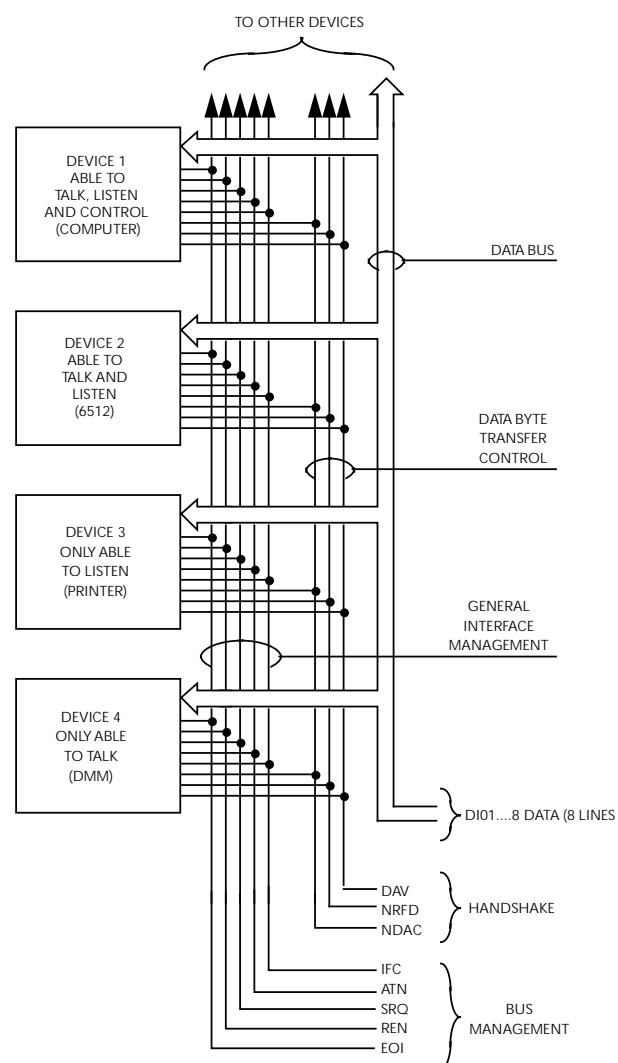 TO OTHER DEVICES
DEVICE 1
ABLE TO
TALK, LISTEN
AND CONTROL
(COMPUTER)
DATA BUS
DEVICE 2
ABLE TO
TALK AND
LISTEN
(6512)
DATA BYTE
TRANSFER
CONTROL
DEVICE 3
ONLY ABLE
TO LISTEN
(PRINTER)
GENERAL
INTERFACE
MANAGEMENT
DEVICE 4
ONLY ABLE
TO TALK
(DMM)
DI01....8 DATA (8 LINES
DAV
NRFD
NDAC
HANDSHAKE
IFC
ATN
SRQ
REN
EOI
BUS
MANAGEMENT